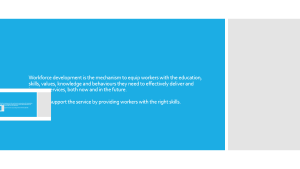 Workforce development is the mechanism to equip workers with the education,
skills, values, knowledge and behaviours they need to effectively deliver and
services, both now and in the future.
support the service by providing workers with the right skills.